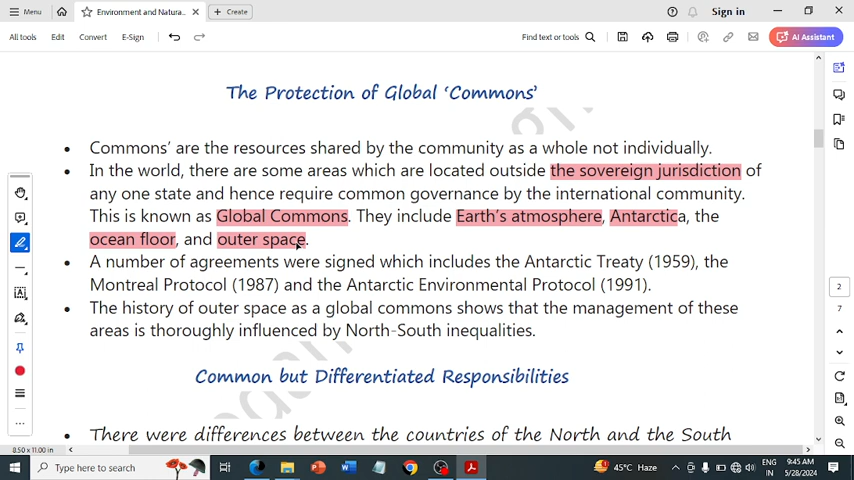 Menu
Environment and Natura...
Create
Sign in
All tools Edit Convert E-Sign
Find text or tools
AI Assistant
The Protection of Global ‘Commons’
• Commons’ are the resources shared by the community as a whole not individually.
• In the world, there are some areas which are located outside the sovereign jurisdiction of
any one state and hence require common governance by the international community.
This is known as Global Commons. They include Earth’s atmosphere, Antarctica, the
ocean floor, and outer space.
• A number of agreements were signed which includes the Antarctic Treaty (1959), the
Montreal Protocol (1987) and the Antarctic Environmental Protocol (1991).
• The history of outer space as a global commons shows that the management of these
areas is thoroughly influenced by North-South inequalities.
Common but Differentiated Responsibilities
• There were differences between the countries of the North and the South
2
7
8.50 x 11.00 in
Type here to search
45°C Haze
ENG
IN
9:45 AM
5/28/2024